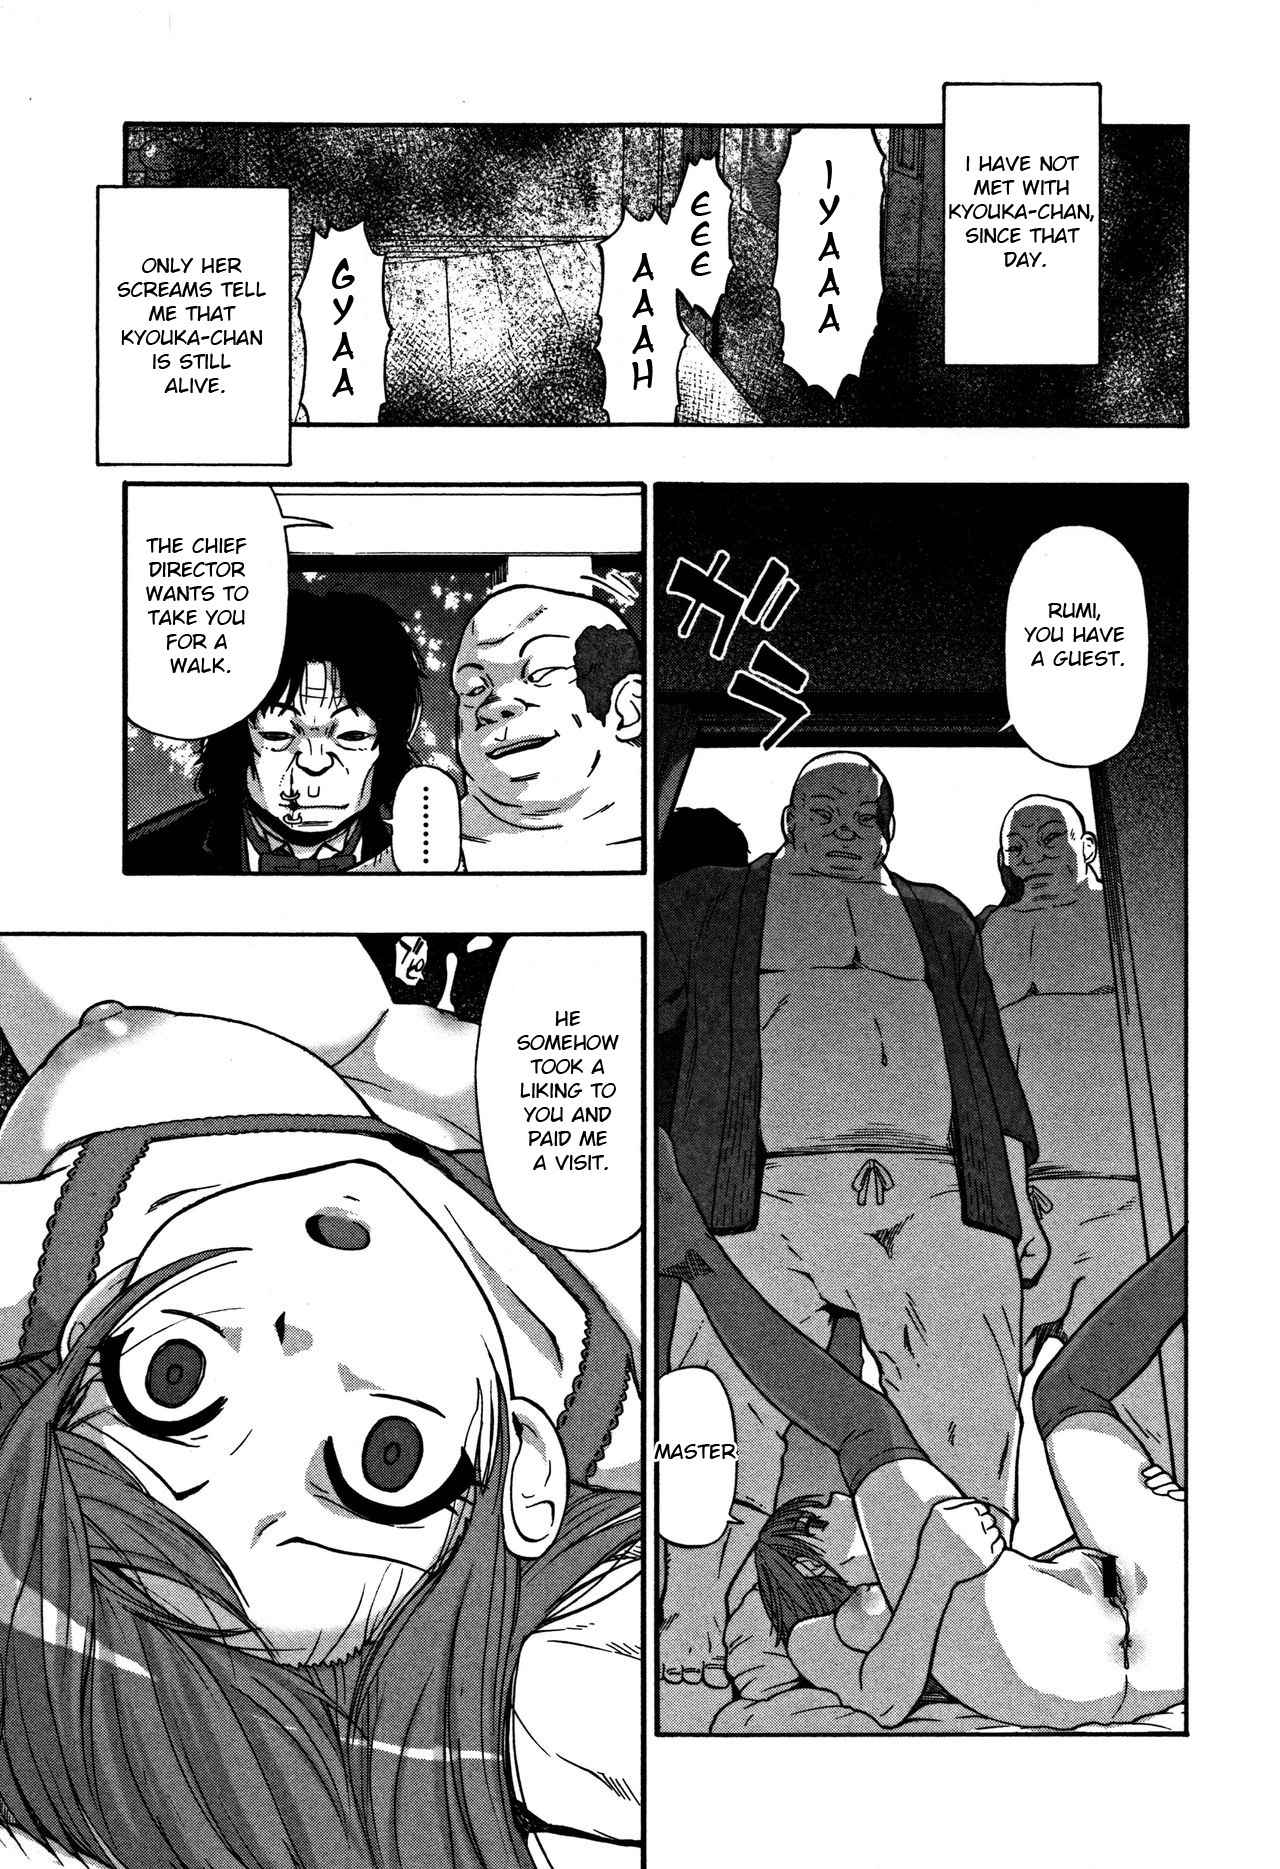 I HAVE NOT
MET WITH
KYOUKA-CHAN,
SINCE THAT
DAY.
IYAAA
EEE
AAAH
GYAA
ONLY HER
SCREAMS TELL
ME THAT
KYOUKA-CHAN
IS STILL
ALIVE.
RUMI,
YOU HAVE
A GUEST.
MASTER
THE CHIEF
DIRECTOR
WANTS TO
TAKE YOU
FOR A
WALK.
.........
HE
SOMEHOW
TOOK A
LIKING TO
YOU AND
PAID ME
A VISIT.